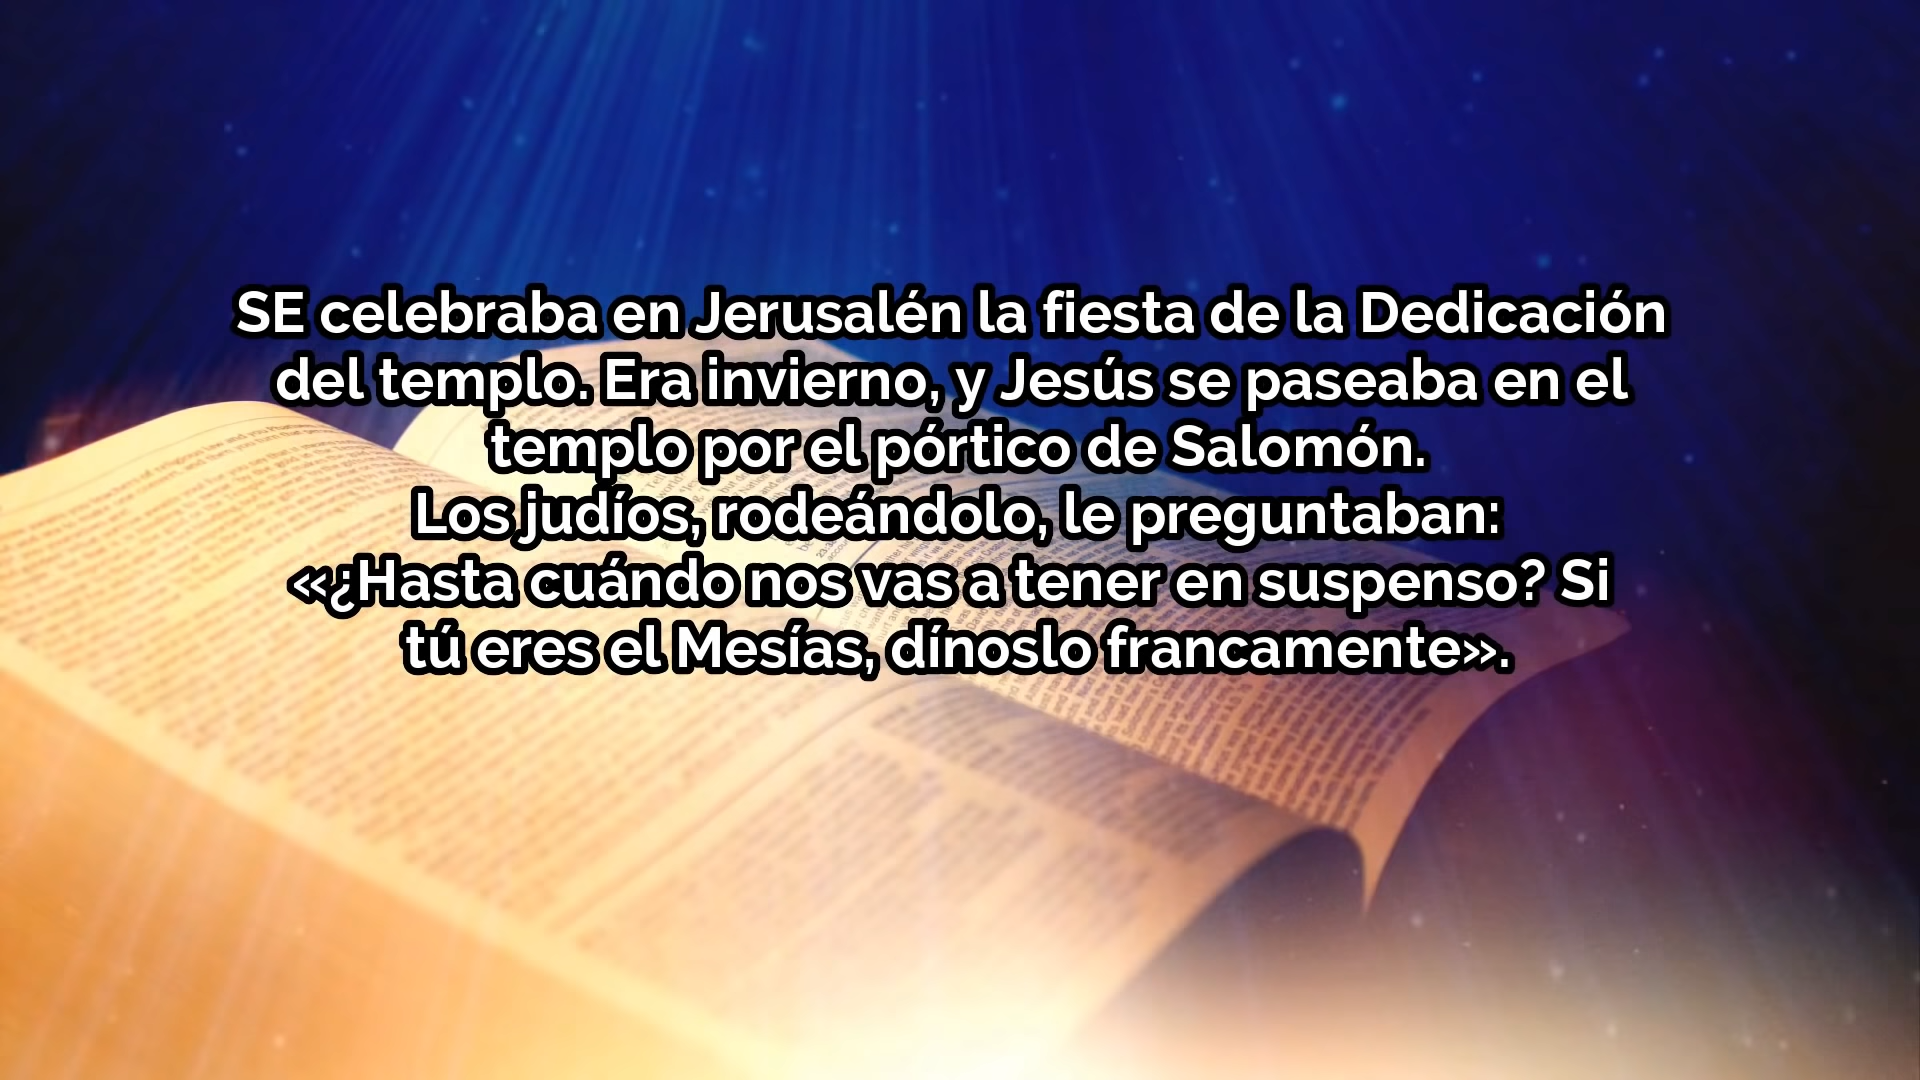 SE celebraba en Jerusalén la fiesta de la Dedicación
del templo. Era invierno, y Jesús se paseaba en el
templo por el pórtico de Salomón.
Los judíos, rodeándolo, le preguntaban:
«¿Hasta cuándo nos vas a tener en suspenso? Si
tú eres el Mesías, dínoslo francamente».